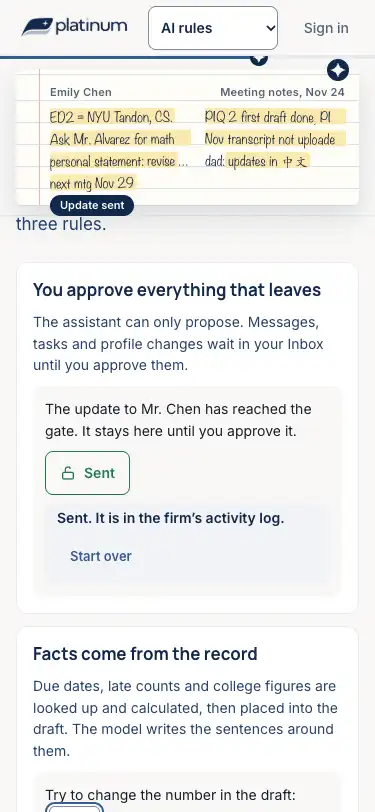 platinum
AI rules
Sign in
Emily Chen
Meeting notes, Nov 24
ED2 = NYU Tandon, CS.
Ask Mr. Alvarez for math
personal statement: revise ...
next mtg Nov 29
PIQ 2 first draft done, PI
Nov transcript not uploade
dad: updates in 中文
Update sent
three rules.
You approve everything that leaves
The assistant can only propose. Messages,
tasks and profile changes wait in your Inbox
until you approve them.
The update to Mr. Chen has reached the
gate. It stays here until you approve it.
Sent
Sent. It is in the firm’s activity log.
Start over
Facts come from the record
Due dates, late counts and college figures are
looked up and calculated, then placed into the
draft. The model writes the sentences around
them.
Try to change the number in the draft: